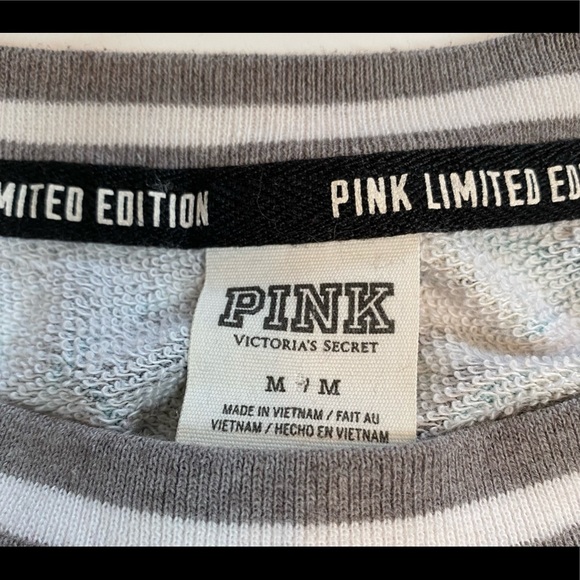 MITED EDITION PINK LIMITED ED
PINK
VICTORIA'S SECRET
M / M
MADE IN VIETNAM / FAIT AU
VIETNAM / HECHO EN VIETNAM